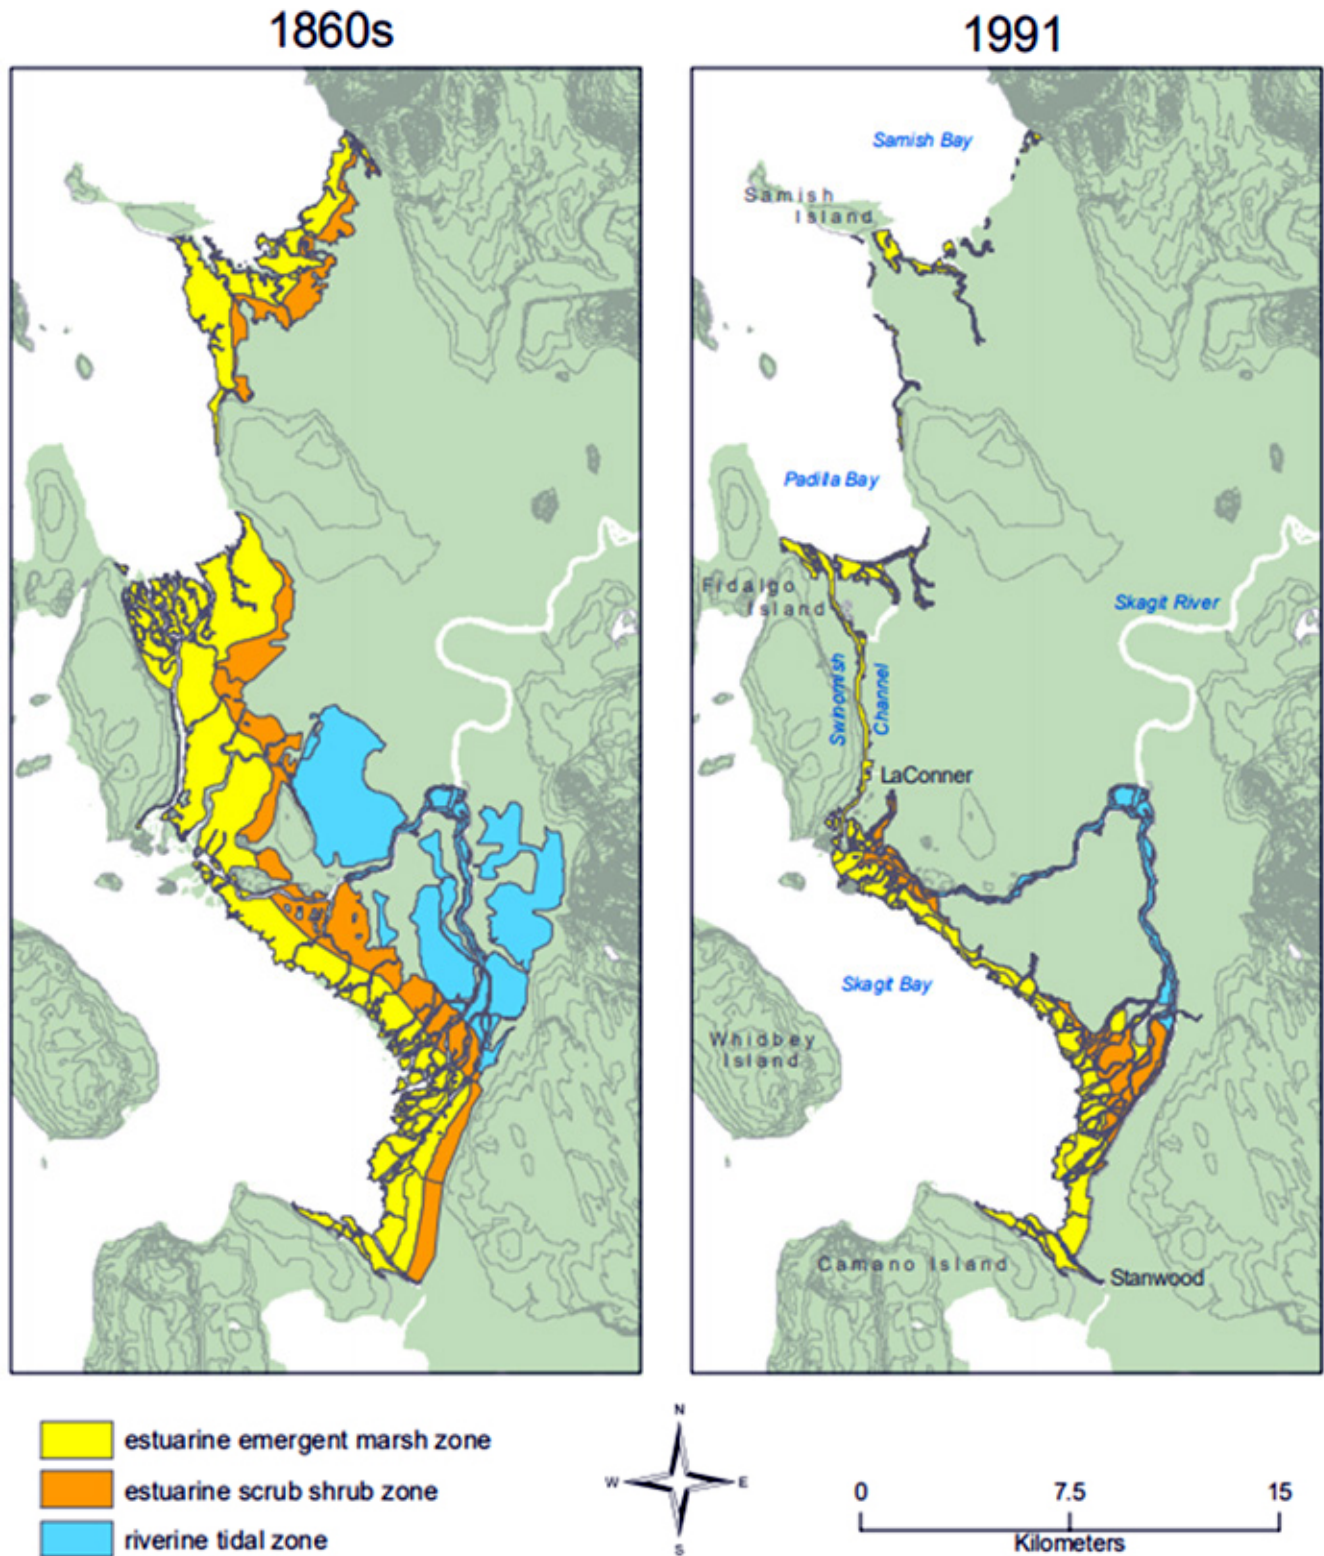 1860s
1991
Samish Bay
Samish
Island
Padilla Bay
Fidalgo
Island
Skagit River
Swinomish
Channel
LaConner
Skagit Bay
Whidbey
Island
Camano Island
Stanwood
estuarine emergent marsh zone
estuarine scrub shrub zone
riverine tidal zone
N
W
E
S
0
7.5
15
Kilometers